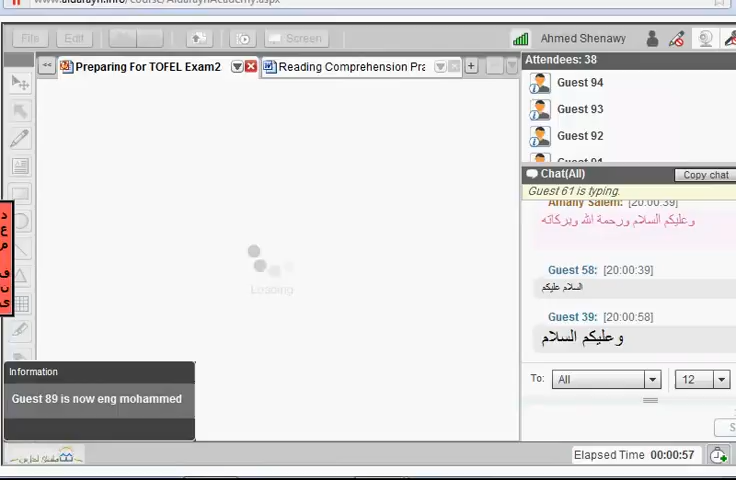 File Edit Screen Ahmed Shenawy
<< Preparing For TOFEL Exam2 Reading Comprehension Pra +
Attendees: 38
Guest 94
Guest 93
Guest 92
Guest 91
Chat(All) Copy chat
Guest 61 is typing.
Amany Salem: [20:00:39]
وعليكم السلام ورحمة الله وبركاته
Guest 58: [20:00:39]
السلام عليكم
Guest 39: [20:00:58]
وعليكم السلام
To: All 12
Loading
Information
Guest 89 is now eng mohammed
Elapsed Time 00:00:57